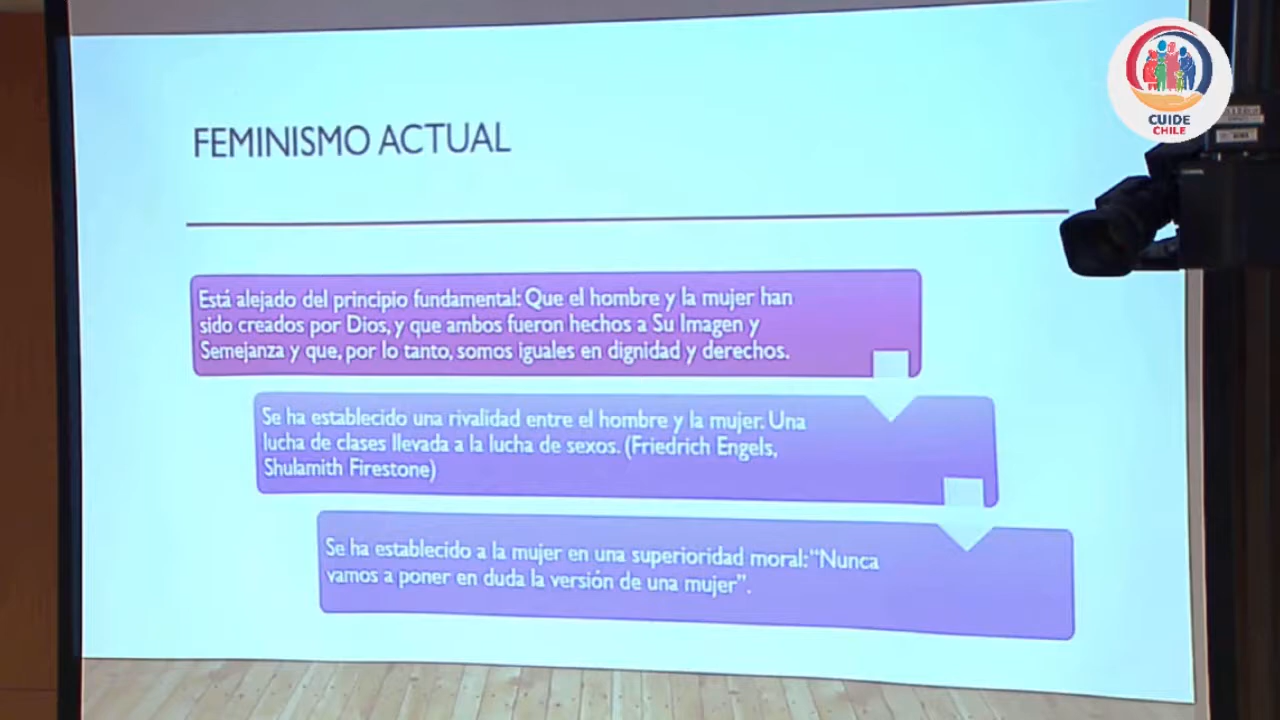 CUIDE
CHILE
FEMINISMO ACTUAL
Está alejado del principio fundamental: Que el hombre y la mujer han
sido creados por Dios, y que ambos fueron hechos a Su Imagen y
Semejanza y que, por lo tanto, somos iguales en dignidad y derechos.
Se ha establecido una rivalidad entre el hombre y la mujer. Una
lucha de clases llevada a la lucha de sexos. (Friedrich Engels,
Shulamith Firestone)
Se ha establecido a la mujer en una superioridad moral: "Nunca
vamos a poner en duda la versión de una mujer".